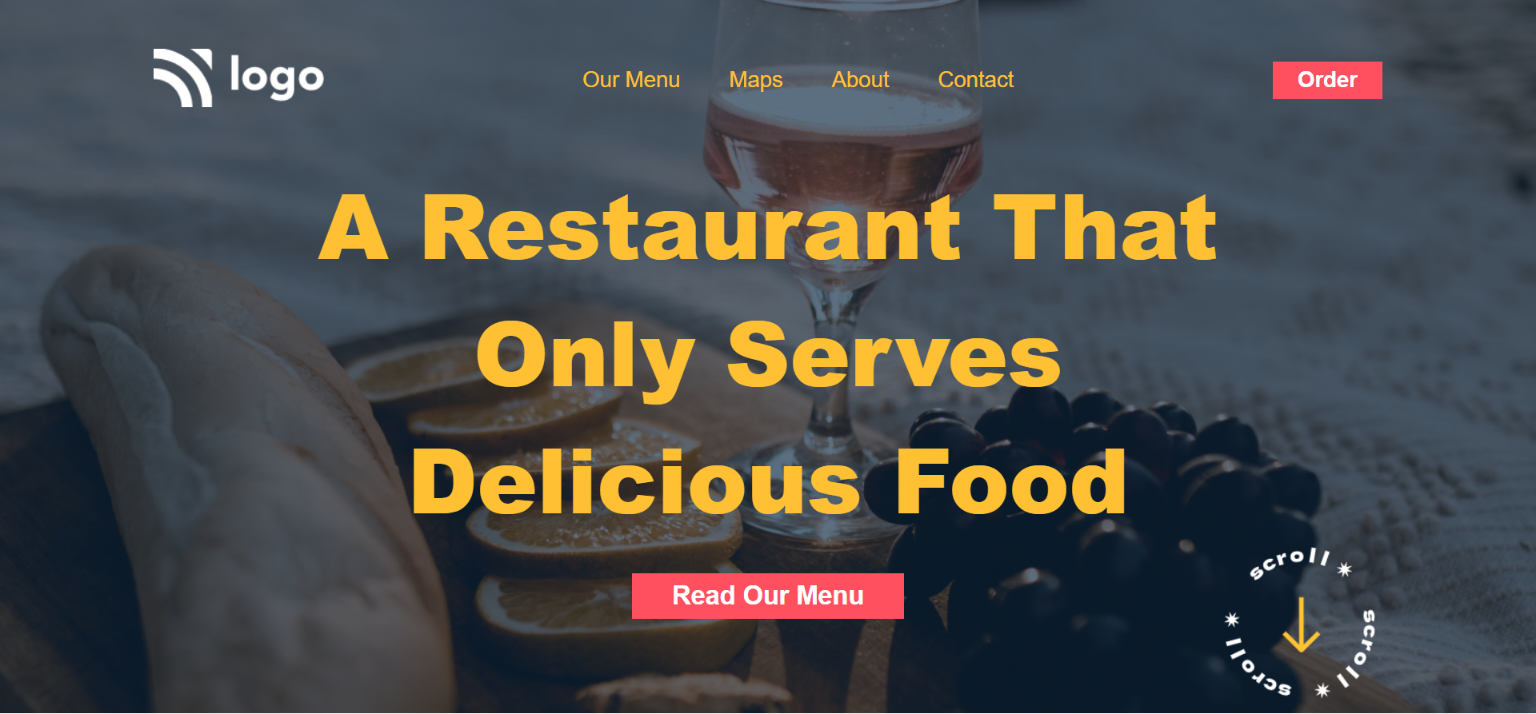 logo
Our Menu Maps About Contact
Order
A Restaurant That
Only Serves
Delicious Food
Read Our Menu
scroll * scroll * scroll *